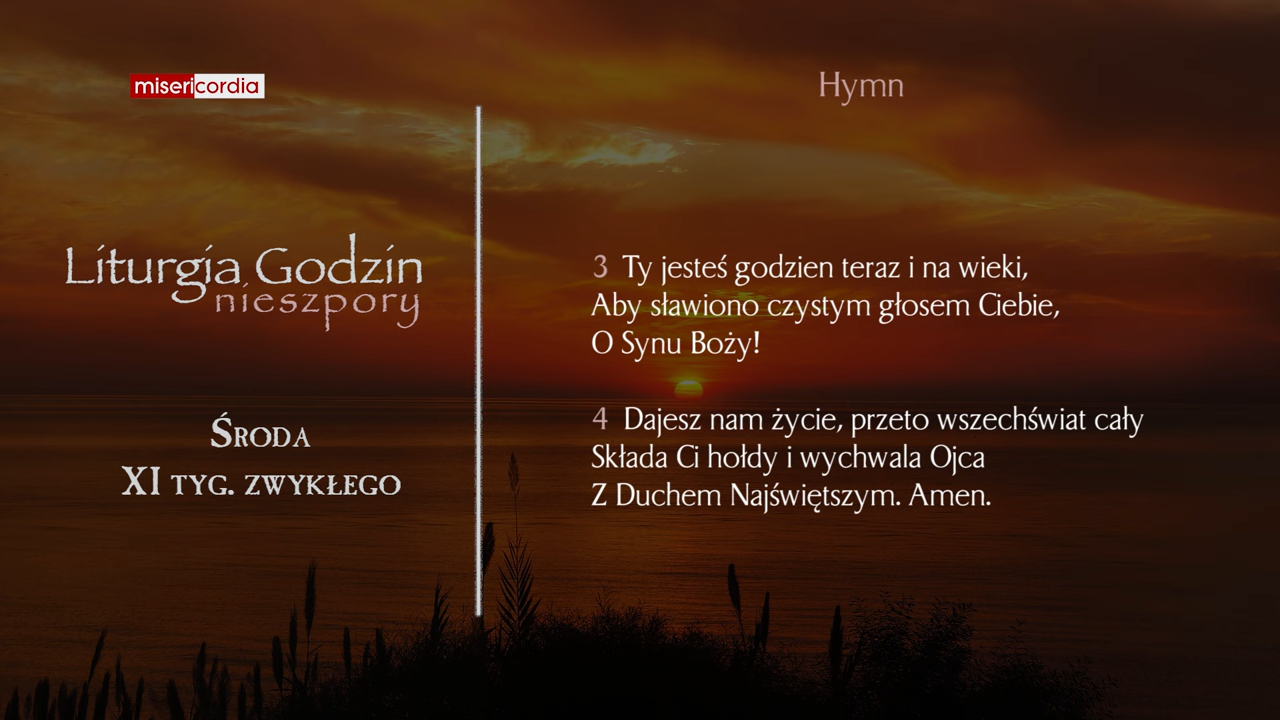 misericordia
Hymn
Liturgia Godzin
nieszpory
Środa
XI tyg. zwykłego
3 Ty jesteś godzien teraz i na wieki,
Aby sławiono czystym głosem Ciebie,
O Synu Boży!
4 Dajesz nam życie, przeto wszechświat cały
Składa Ci hołdy i wychwala Ojca
Z Duchem Najświętszym. Amen.